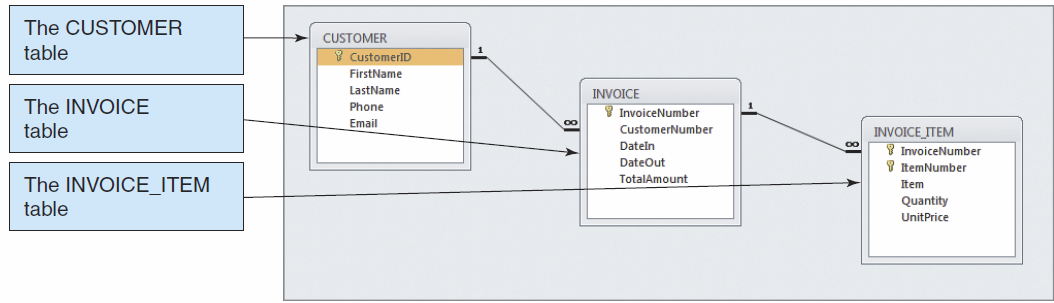 The CUSTOMER
table
The INVOICE
table
The INVOICE_ITEM
table
CUSTOMER
CustomerID
FirstName
LastName
Phone
Email
1
∞
INVOICE
InvoiceNumber
CustomerNumber
DateIn
DateOut
TotalAmount
1
∞
INVOICE_ITEM
InvoiceNumber
ItemNumber
Item
Quantity
UnitPrice